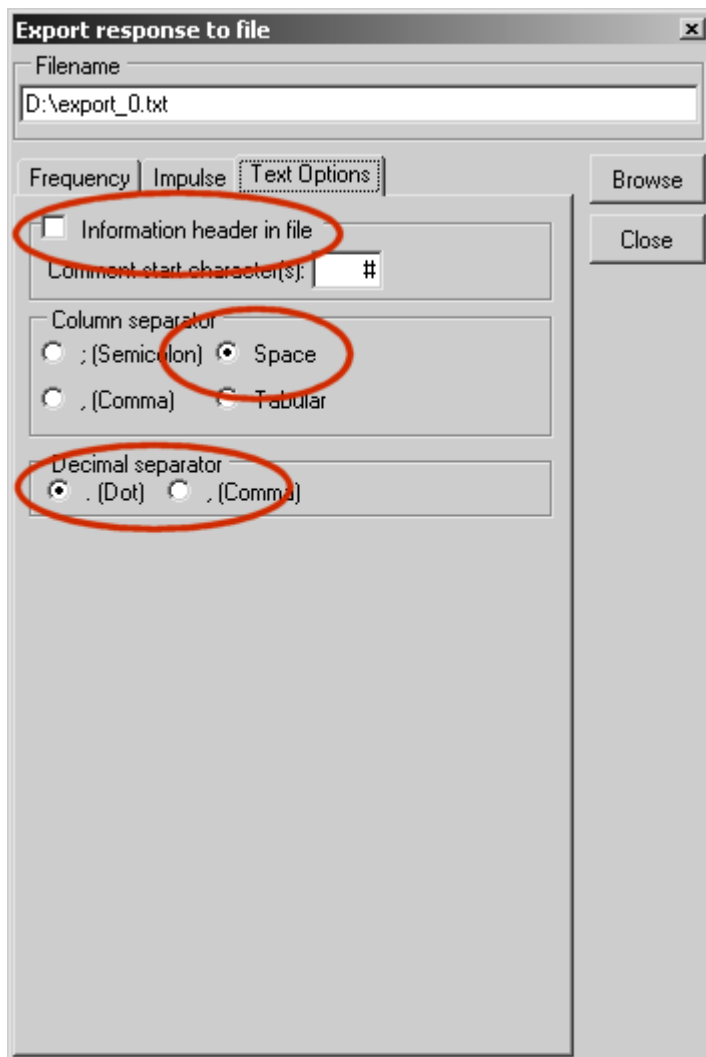 Export response to file
Filename
D:\export_0.txt
Frequency Impulse Text Options
Browse
Close
Information header in file
Comment start character(s): #
Column separator
; (Semicolon) Space
, (Comma) Tabular
Decimal separator
. (Dot) , (Comma)